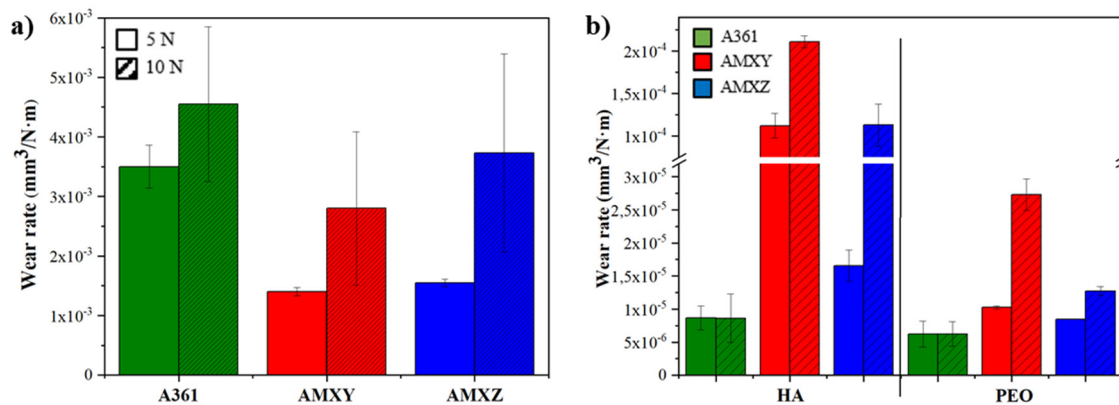 a)
Wear rate (mm³/N·m)
6x10⁻³
5x10⁻³
4x10⁻³
3x10⁻³
2x10⁻³
1x10⁻³
0
5 N
10 N
A361
AMXY
AMXZ
b)
Wear rate (mm³/N·m)
2x10⁻⁴
1,5x10⁻⁴
1x10⁻⁴
3x10⁻⁵
2,5x10⁻⁵
2x10⁻⁵
1,5x10⁻⁵
1x10⁻⁵
5x10⁻⁶
0
A361
AMXY
AMXZ
HA
PEO